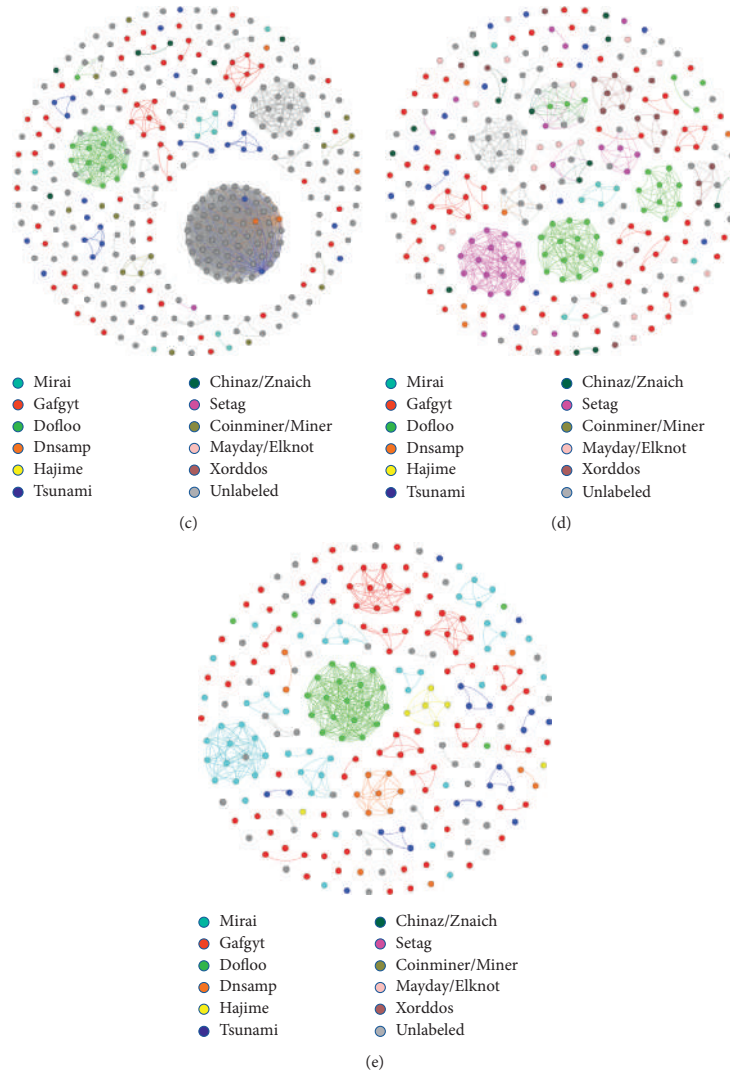 Mirai Chinaz/Znaich Mirai Chinaz/Znaich
Gafgyt Setag Gafgyt Setag
Dofloo Coinminer/Miner Dofloo Coinminer/Miner
Dnsamp Mayday/Elknot Dnsamp Mayday/Elknot
Hajime Xorddos Hajime Xorddos
Tsunami Unlabeled Tsunami Unlabeled
(c) (d)
Mirai Chinaz/Znaich
Gafgyt Setag
Dofloo Coinminer/Miner
Dnsamp Mayday/Elknot
Hajime Xorddos
Tsunami Unlabeled
(e)